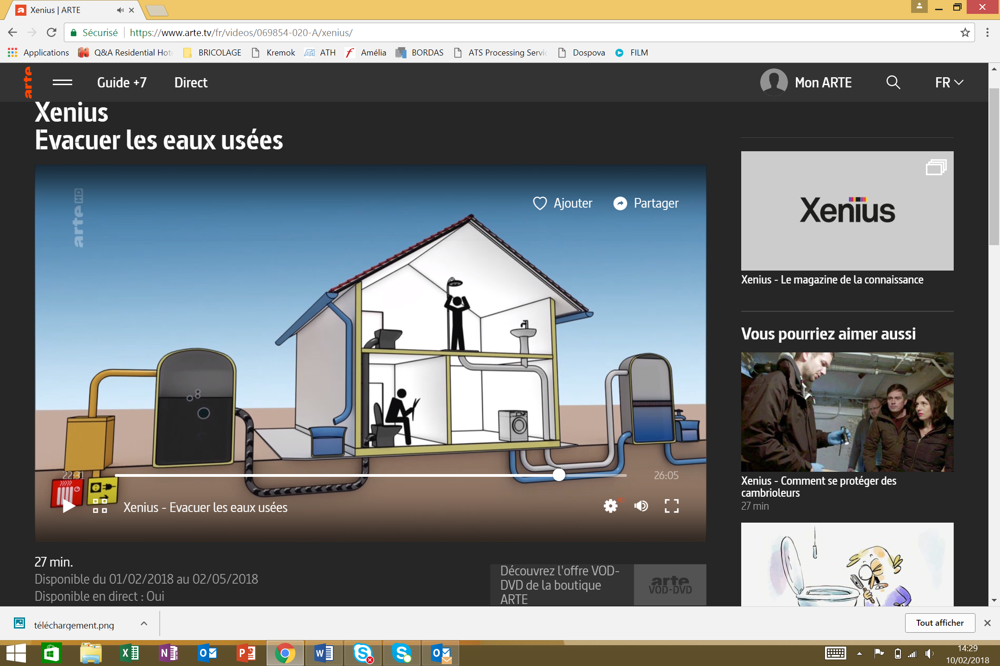 Xenius | ARTE
Sécurisé
https://www.arte.tv/fr/videos/069854-020-A/xenius/
Applications
Q&A Residential Hot
BRICOLAGE
Kremok
ATH
Amélia
BORDAS
ATS Processing Servic
Dospova
FILM
arte
Guide +7
Direct
Mon ARTE
FR
Xenius
Evacuer les eaux usées
arte HD
Ajouter
Partager
22:31
26:05
Xenius - Evacuer les eaux usées
HD
27 min.
Disponible du 01/02/2018 au 02/05/2018
Disponible en direct : Oui
Découvrez l'offre VOD-
DVD de la boutique
ARTE
arte
VOD-DVD
Xenius
Xenius - Le magazine de la connaissance
Vous pourriez aimer aussi
Xenius - Comment se protéger des
cambrioleurs
27 min
téléchargement.png
Tout afficher
14:29
10/02/2018